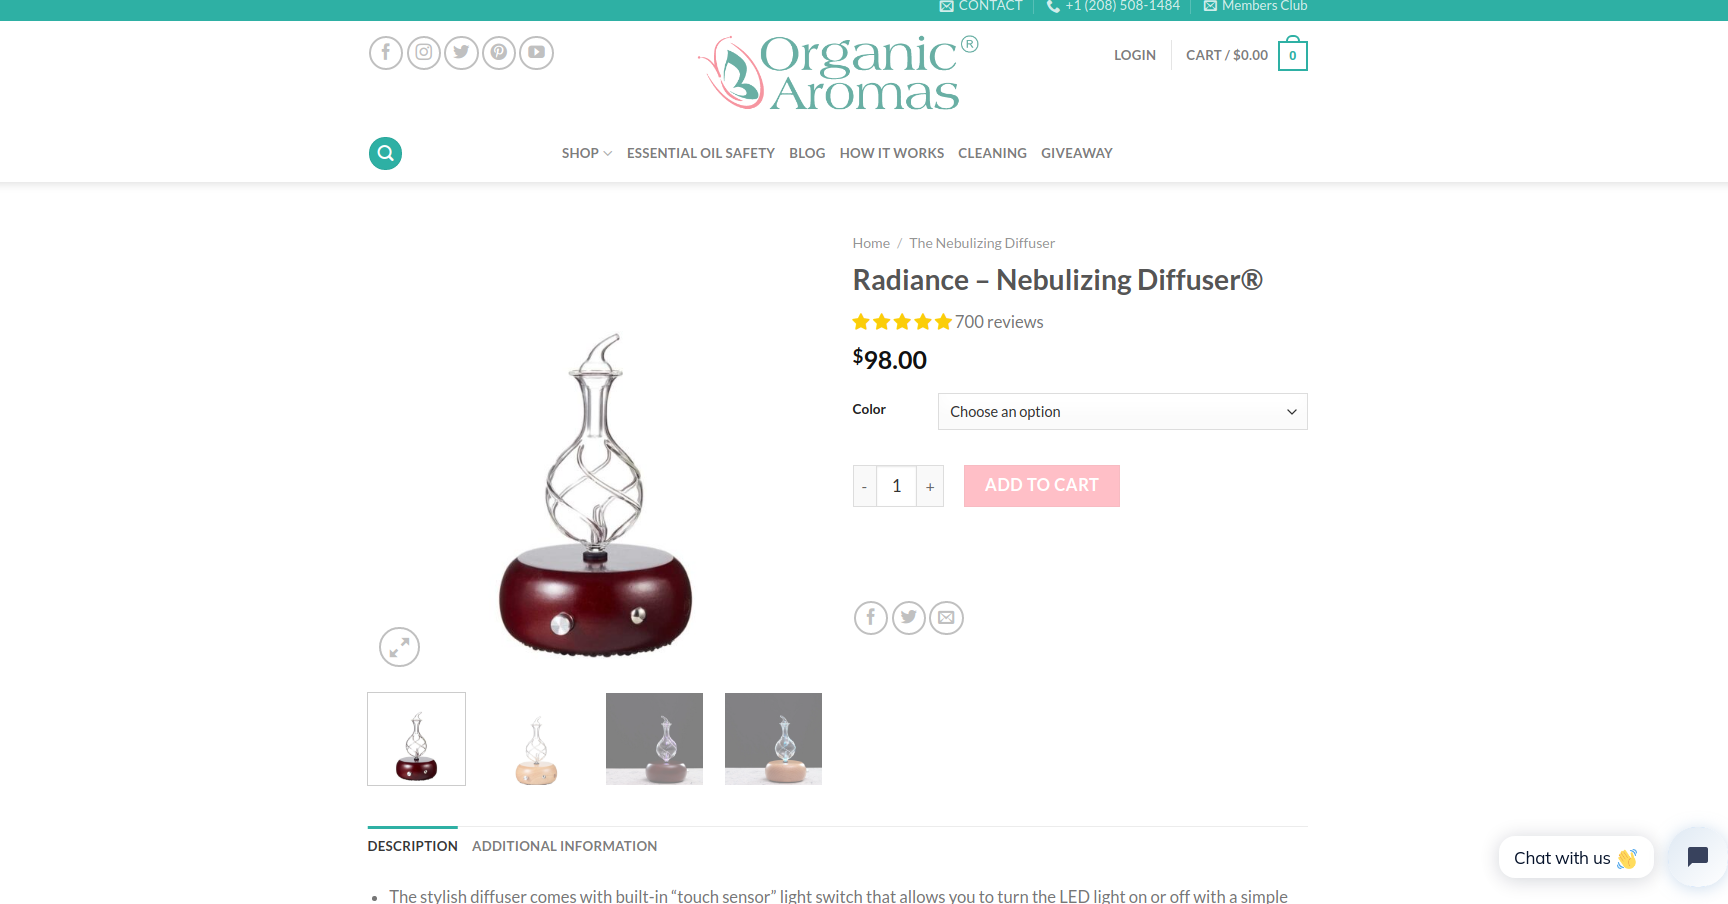 CONTACT
+1 (208) 508-1484
Members Club
Organic®
Aromas
LOGIN
CART / $0.00
0
SHOP
ESSENTIAL OIL SAFETY
BLOG
HOW IT WORKS
CLEANING
GIVEAWAY
Home / The Nebulizing Diffuser
Radiance – Nebulizing Diffuser®
700 reviews
$98.00
Color
Choose an option
- 1 +
ADD TO CART
DESCRIPTION
ADDITIONAL INFORMATION
Chat with us 👋
• The stylish diffuser comes with built-in “touch sensor” light switch that allows you to turn the LED light on or off with a simple